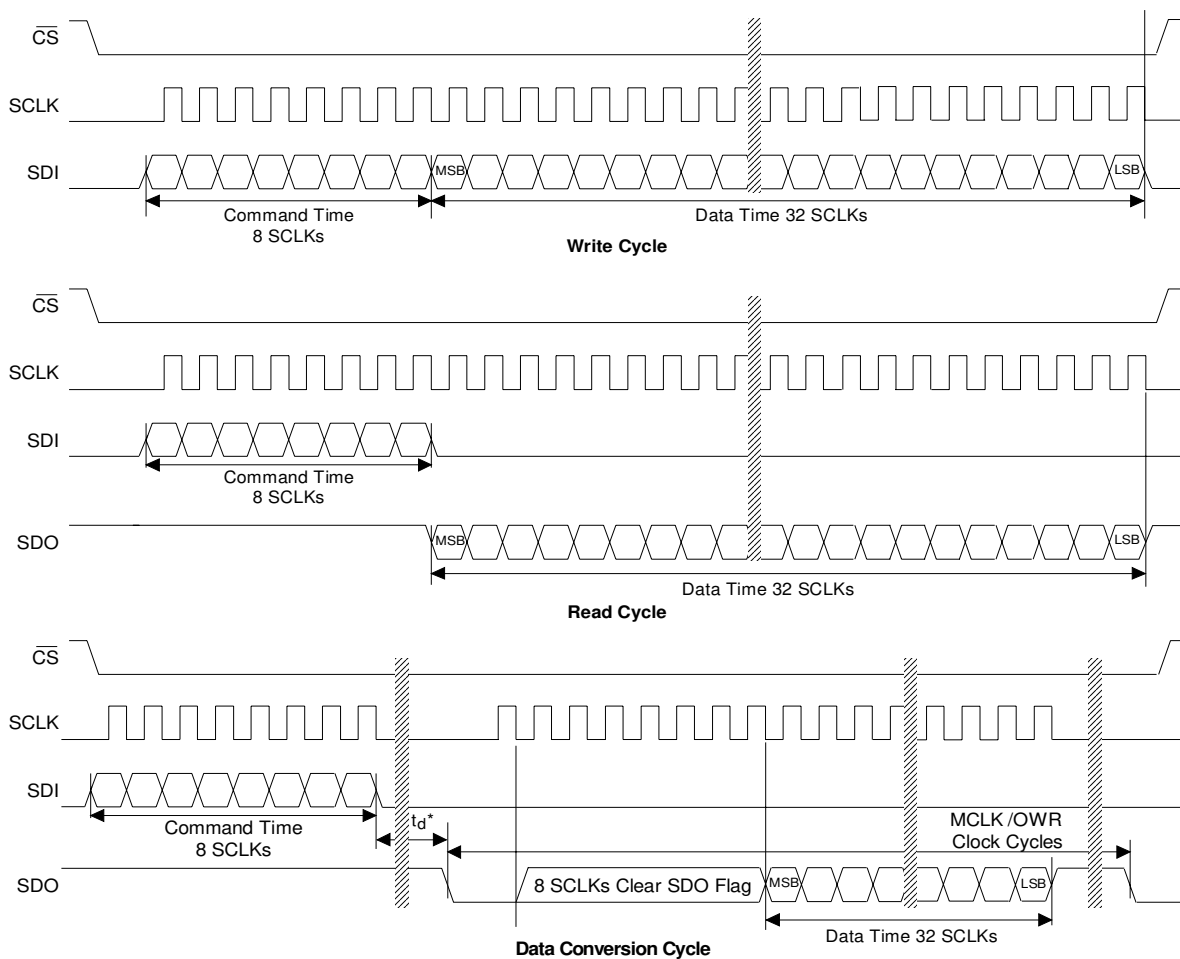 CS
SCLK
SDI
MSB
LSB
Command Time
8 SCLKs
Data Time 32 SCLKs
Write Cycle
CS
SCLK
SDI
Command Time
8 SCLKs
SDO
MSB
LSB
Data Time 32 SCLKs
Read Cycle
CS
SCLK
SDI
Command Time
8 SCLKs
td*
MCLK /OWR
Clock Cycles
SDO
8 SCLKs Clear SDO Flag
MSB
LSB
Data Time 32 SCLKs
Data Conversion Cycle